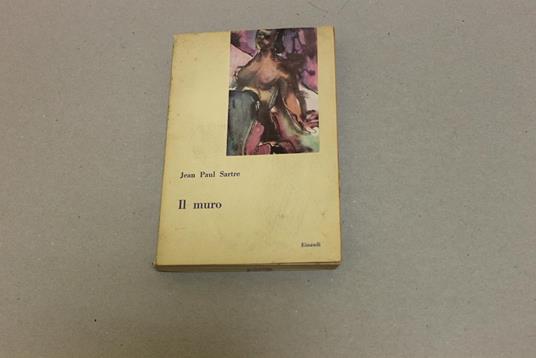 Jean Paul Sartre
Il muro
Einaudi